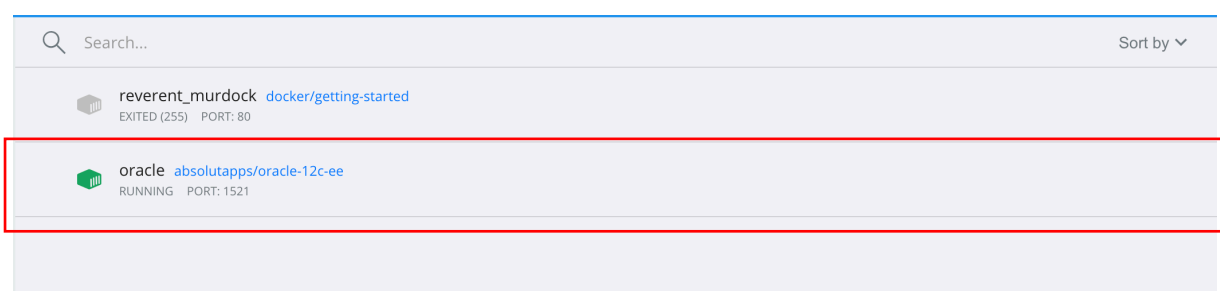 Search...
Sort by
reverent_murdock docker/getting-started
EXITED (255) PORT: 80
oracle absolutapps/oracle-12c-ee
RUNNING PORT: 1521